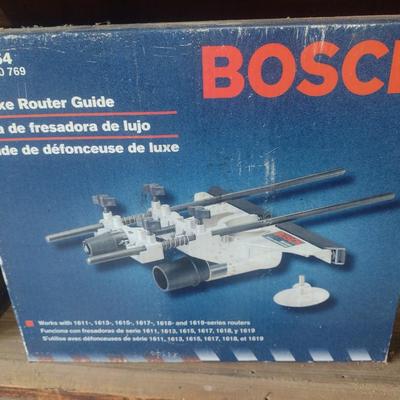 54
0 769
BOSCH
xe Router Guide
a de fresadora de lujo
de de défonceuse de luxe
BOSCH
Works with 1611-, 1613-, 1615-, 1617-, 1618- and 1619-series routers
Funciona con fresadoras de serie 1611, 1613, 1615, 1617, 1618, y 1619
S'utilise avec défonceuses de série 1611, 1613, 1615, 1617, 1618, et 1619